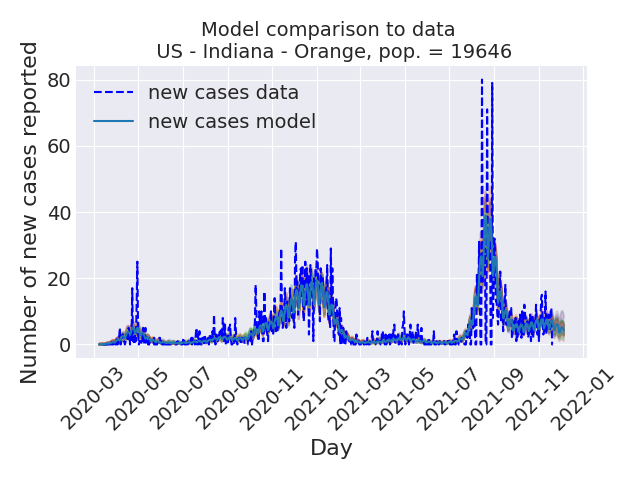 Model comparison to data
US - Indiana - Orange, pop. = 19646
Number of new cases reported
80
60
40
20
0
new cases data
new cases model
2020-03
2020-05
2020-07
2020-09
2020-11
2021-01
2021-03
2021-05
2021-07
2021-09
2021-11
2022-01
Day